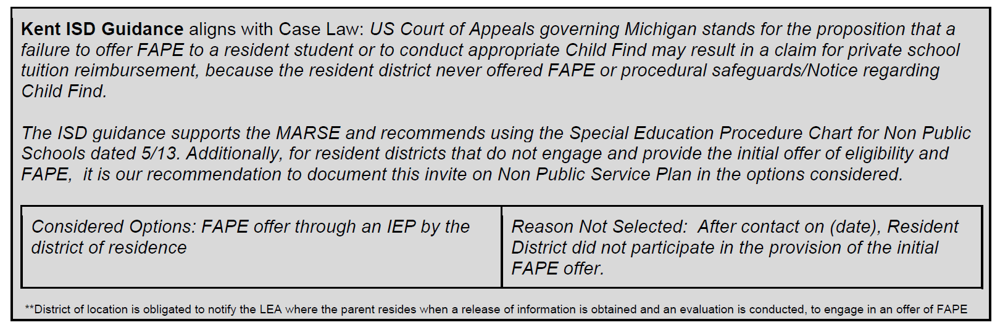 Kent ISD Guidance aligns with Case Law: US Court of Appeals governing Michigan stands for the proposition that a
failure to offer FAPE to a resident student or to conduct appropriate Child Find may result in a claim for private school
tuition reimbursement, because the resident district never offered FAPE or procedural safeguards/Notice regarding
Child Find.
The ISD guidance supports the MARSE and recommends using the Special Education Procedure Chart for Non Public
Schools dated 5/13. Additionally, for resident districts that do not engage and provide the initial offer of eligibility and
FAPE,  it is our recommendation to document this invite on Non Public Service Plan in the options considered.
Considered Options: FAPE offer through an IEP by the
district of residence
Reason Not Selected:  After contact on (date), Resident
District did not participate in the provision of the initial
FAPE offer.
**District of location is obligated to notify the LEA where the parent resides when a release of information is obtained and an evaluation is conducted, to engage in an offer of FAPE